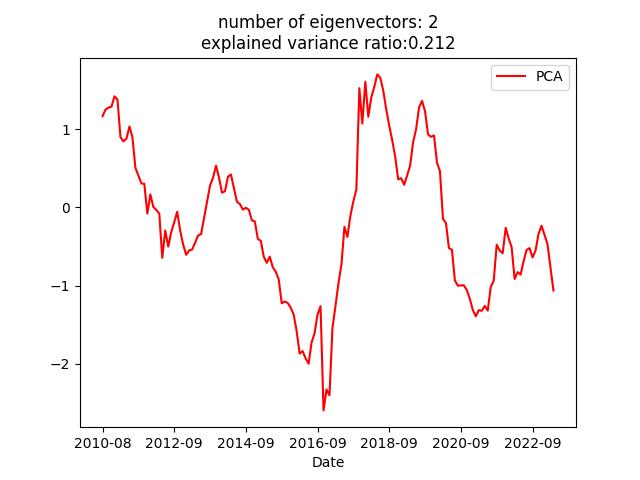 number of eigenvectors: 2
explained variance ratio:0.212
PCA
1
0
−1
−2
2010-08 2012-09 2014-09 2016-09 2018-09 2020-09 2022-09
Date